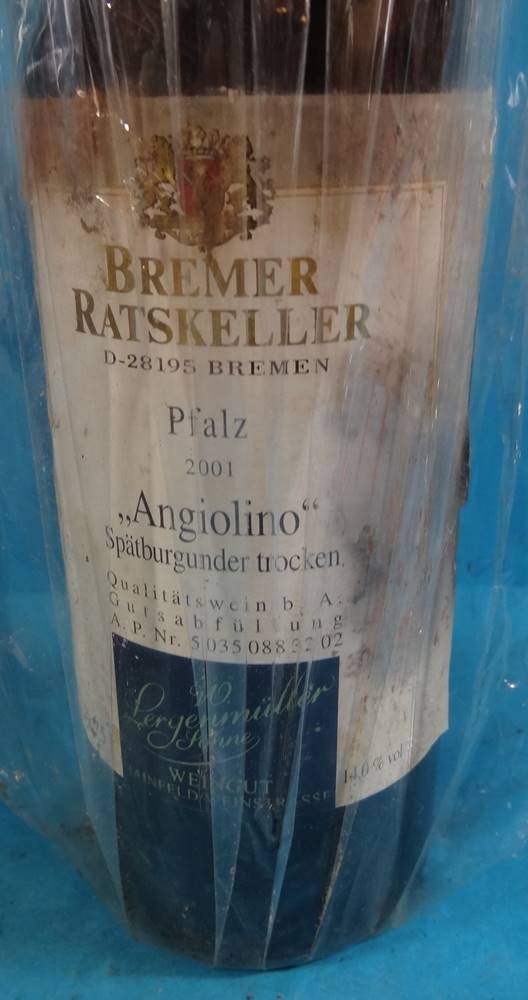 BREMER
RATSKELLER
D-28195 BREMEN
Pfalz
2001
„Angiolino“
Spätburgunder trocken
Qualitätswein b. A.
Gutsabfüllung
A. P. Nr. 5 035 088 32 02
Lergenmüller
Söhne
WEINGUT
14,0 % vol